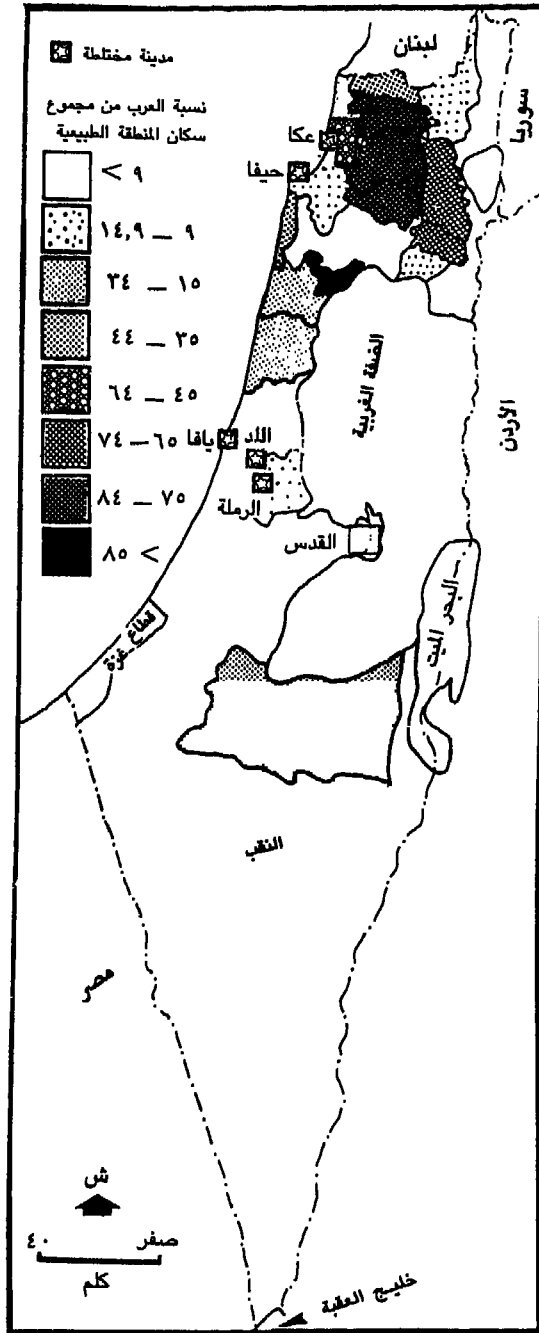 مدينة مختلطة
نسبة العرب من مجموع
سكان المنطقة الطبيعية
٩ >
٩ — ١٤,٩
١٥ — ٣٤
٣٥ — ٤٤
٤٥ — ٦٤
٦٥ — ٧٤
٧٥ — ٨٤
< ٨٥
لبنان
سوريا
عكا
حيفا
الضفة الغربية
الأردن
يافا
اللد
الرملة
القدس
البحر الميت
قطاع غزة
النقب
مصر
ش
صفر ٤٠
كلم
خليج العقبة